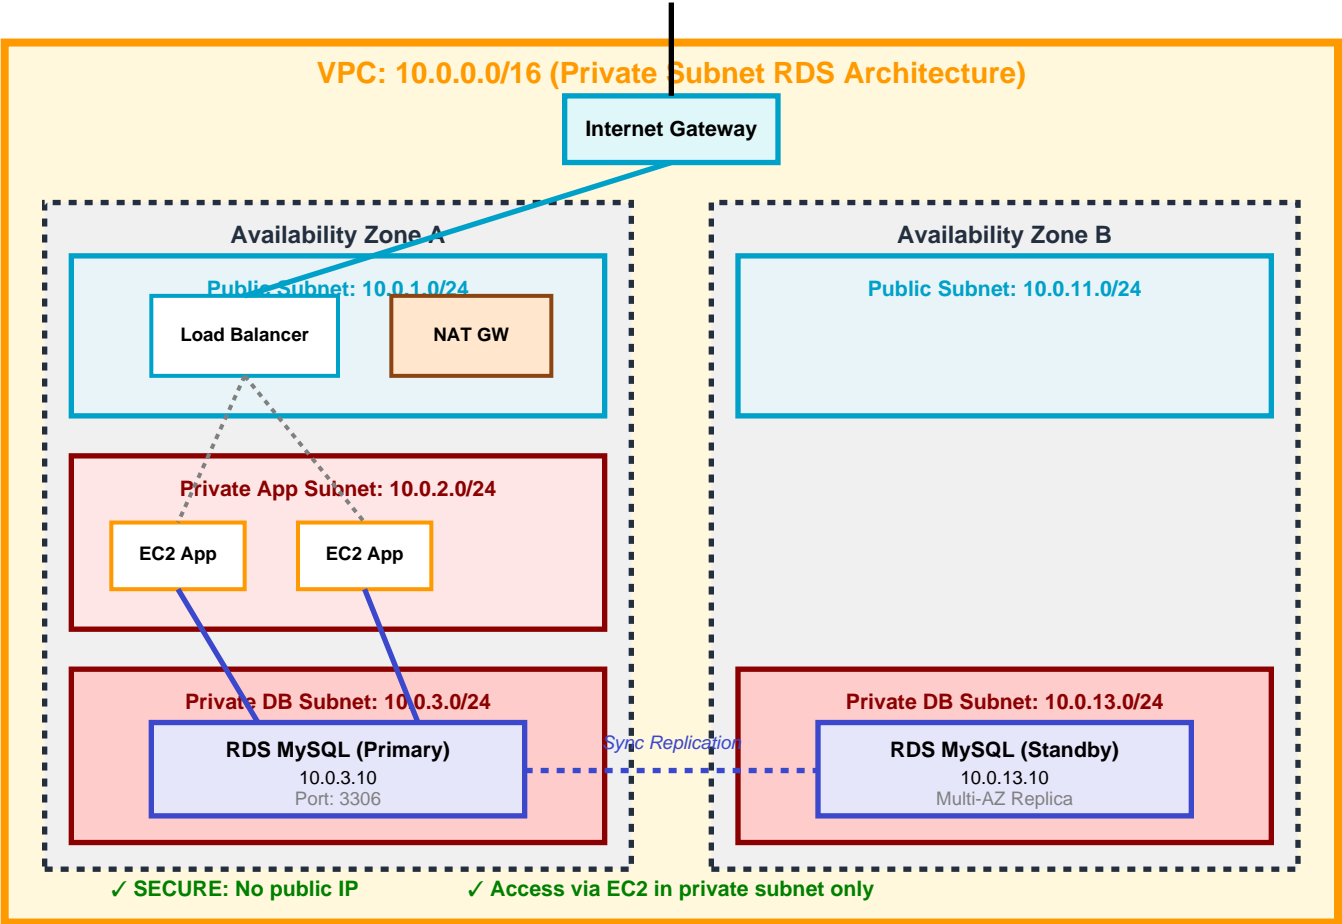 VPC: 10.0.0.0/16 (Private Subnet RDS Architecture)
Internet Gateway
Availability Zone A
Public Subnet: 10.0.1.0/24
Load Balancer
NAT GW
Private App Subnet: 10.0.2.0/24
EC2 App
EC2 App
Private DB Subnet: 10.0.3.0/24
RDS MySQL (Primary)
10.0.3.10
Port: 3306
Sync Replication
Availability Zone B
Public Subnet: 10.0.11.0/24
Private DB Subnet: 10.0.13.0/24
RDS MySQL (Standby)
10.0.13.10
Multi-AZ Replica
✓ SECURE: No public IP
✓ Access via EC2 in private subnet only